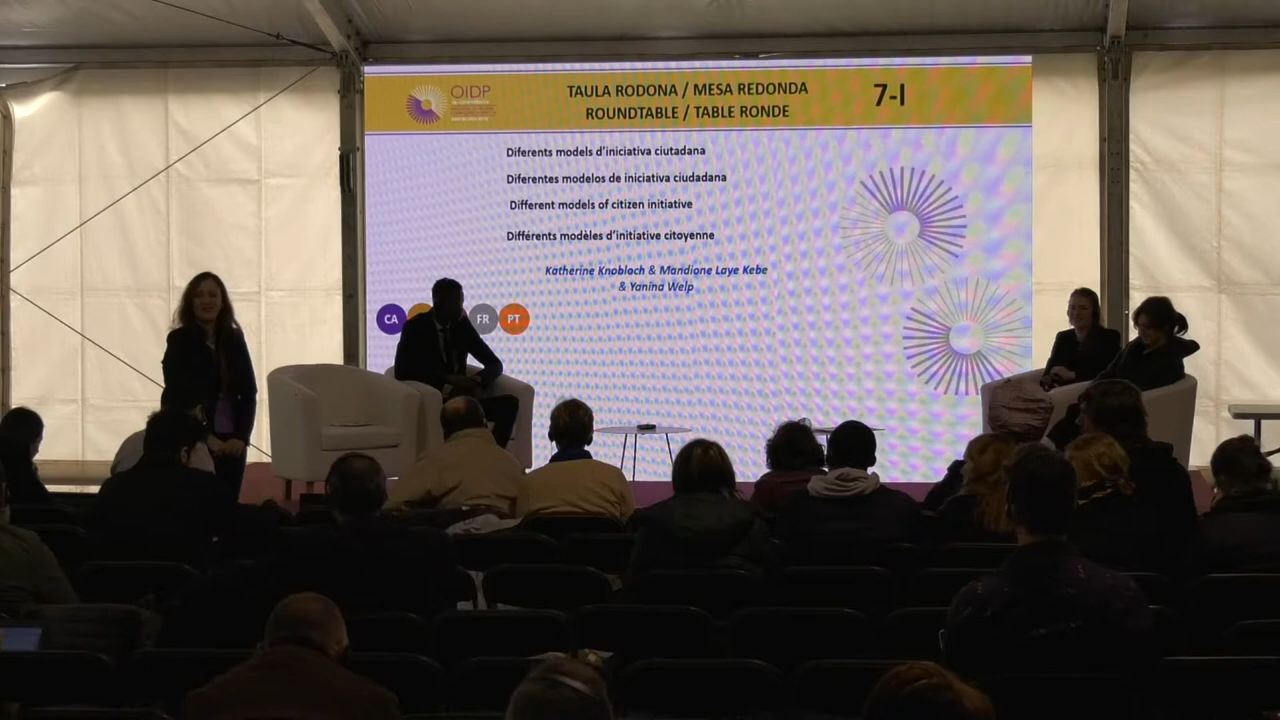 OIDP
TAULA RODONA / MESA REDONDA
ROUNDTABLE / TABLE RONDE
7-I
Diferents models d'iniciativa ciutadana
Diferentes modelos de iniciativa ciudadana
Different models of citizen initiative
Différents modèles d'initiative citoyenne
Katherine Knobloch & Mandione Laye Kebe
& Yanina Welp
CA
FR
PT